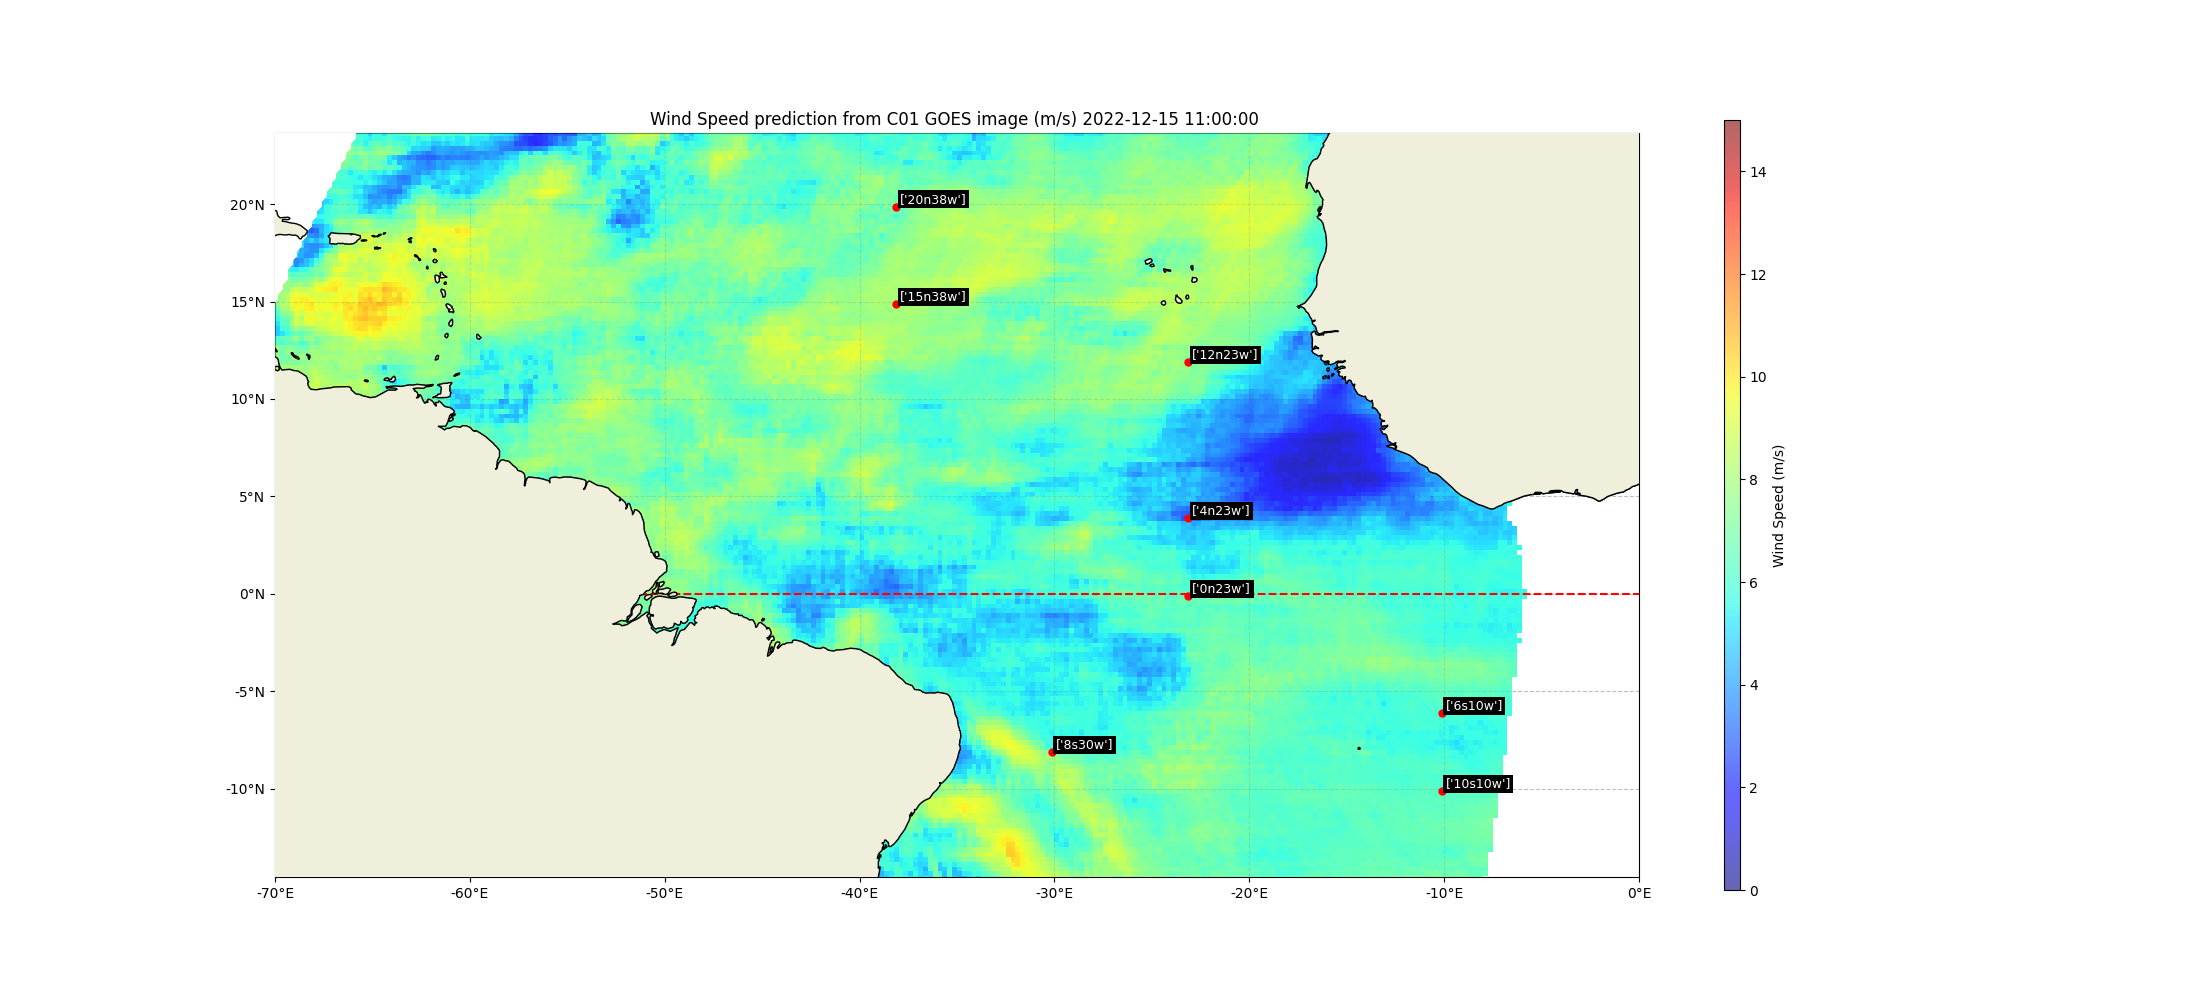 Wind Speed prediction from C01 GOES image (m/s) 2022-12-15 11:00:00
20°N
15°N
10°N
5°N
0°N
-5°N
-10°N
-70°E
-60°E
-50°E
-40°E
-30°E
-20°E
-10°E
0°E
['20n38w']
['15n38w']
['12n23w']
['4n23w']
['0n23w']
['6s10w']
['8s30w']
['10s10w']
14
12
10
8
6
4
2
0
Wind Speed (m/s)